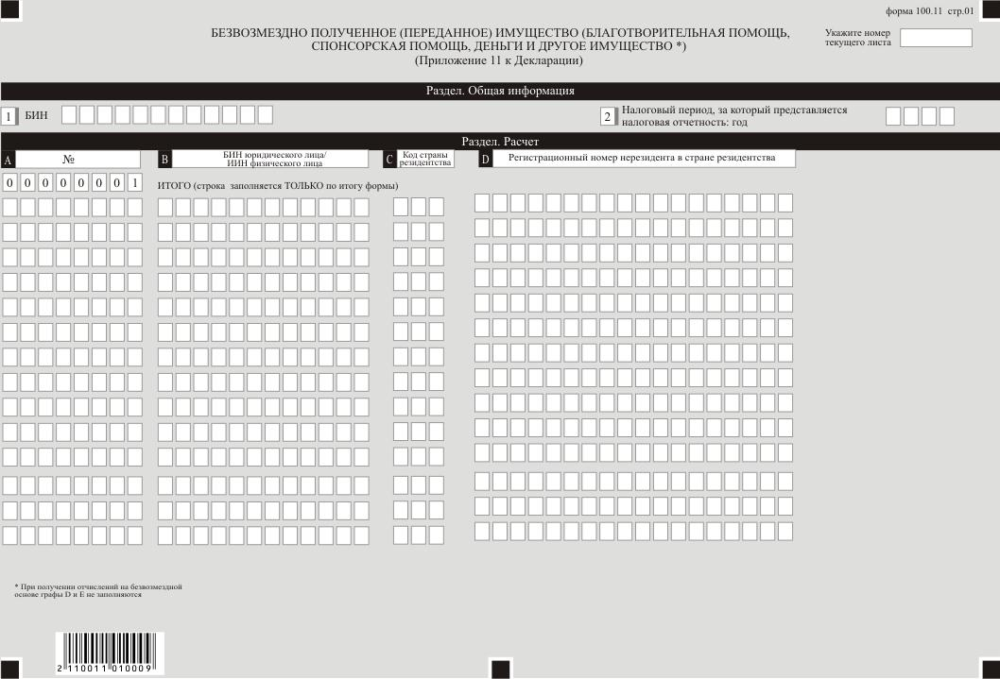 форма 100.11 стр.01
БЕЗВОЗМЕЗДНО ПОЛУЧЕННОЕ (ПЕРЕДАННОЕ) ИМУЩЕСТВО (БЛАГОТВОРИТЕЛЬНАЯ ПОМОЩЬ,
СПОНСОРСКАЯ ПОМОЩЬ, ДЕНЬГИ И ДРУГОЕ ИМУЩЕСТВО *)
(Приложение 11 к Декларации)
Укажите номер
текущего листа
Раздел. Общая информация
1 БИН
2 Налоговый период, за который представляется
налоговая отчетность: год
Раздел. Расчет
A №
B БИН юридического лица/
ИИН физического лица
C Код страны
резидентства
D Регистрационный номер нерезидента в стране резидентства
0 0 0 0 0 0 0 1 ИТОГО (строка заполняется ТОЛЬКО по итогу формы)
* При получении отчислений на безвозмездной
основе графы D и E не заполняются
2 110011 010009